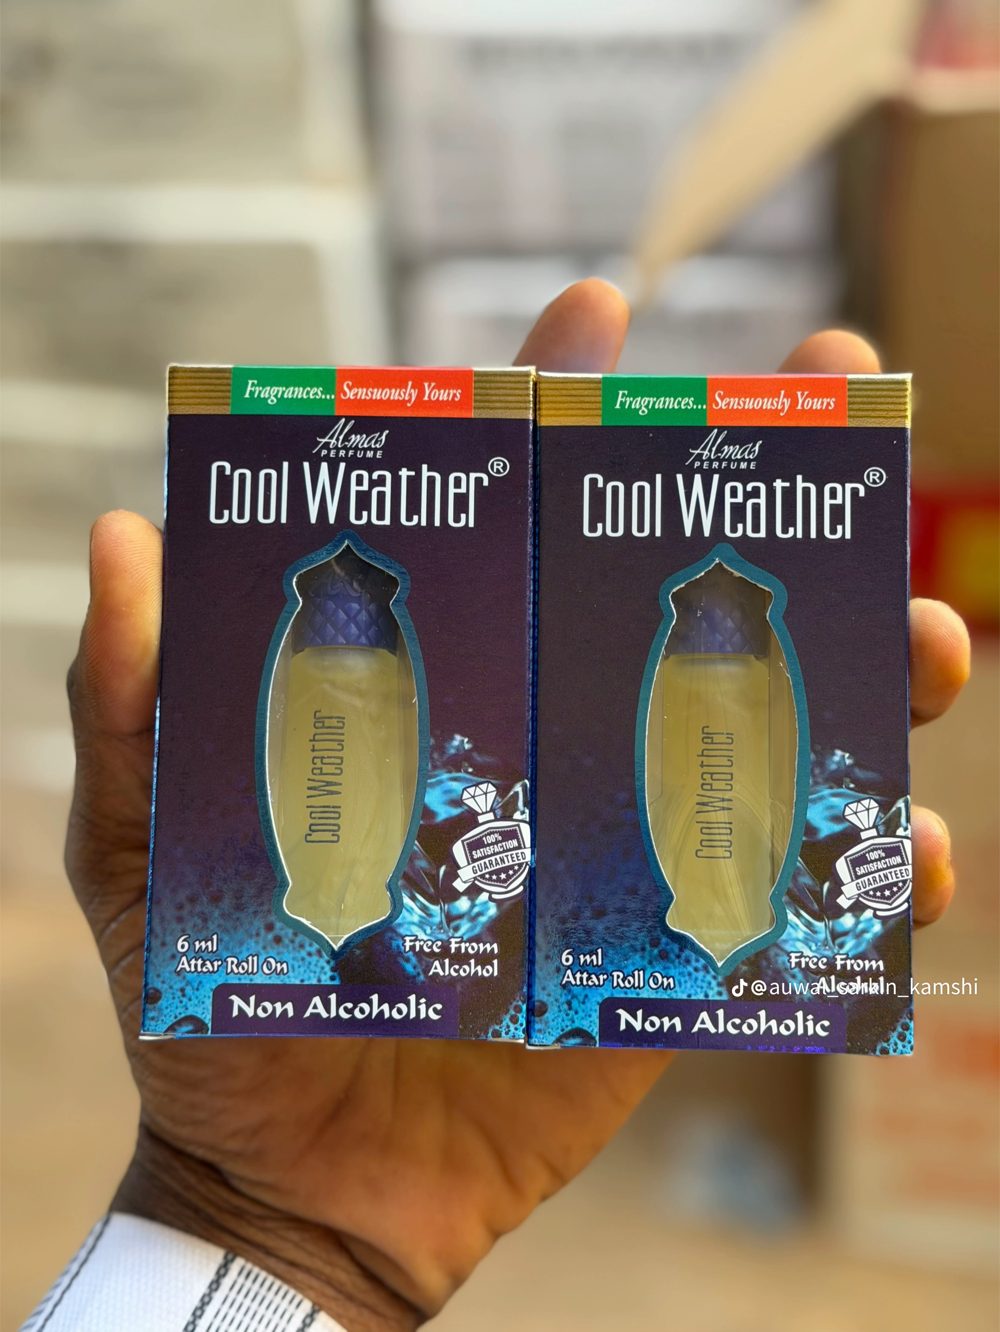 Fragrances... Sensuously Yours
Almas
PERFUME
Cool Weather®
Cool Weather
100%
SATISFACTION
GUARANTEED
6 ml
Attar Roll On
Free From
Alcohol
Non Alcoholic
Fragrances... Sensuously Yours
Almas
PERFUME
Cool Weather®
Cool Weather
100%
SATISFACTION
GUARANTEED
6 ml
Attar Roll On
Free From
Alcohol
Non Alcoholic
@auwal_sarkin_kamshi